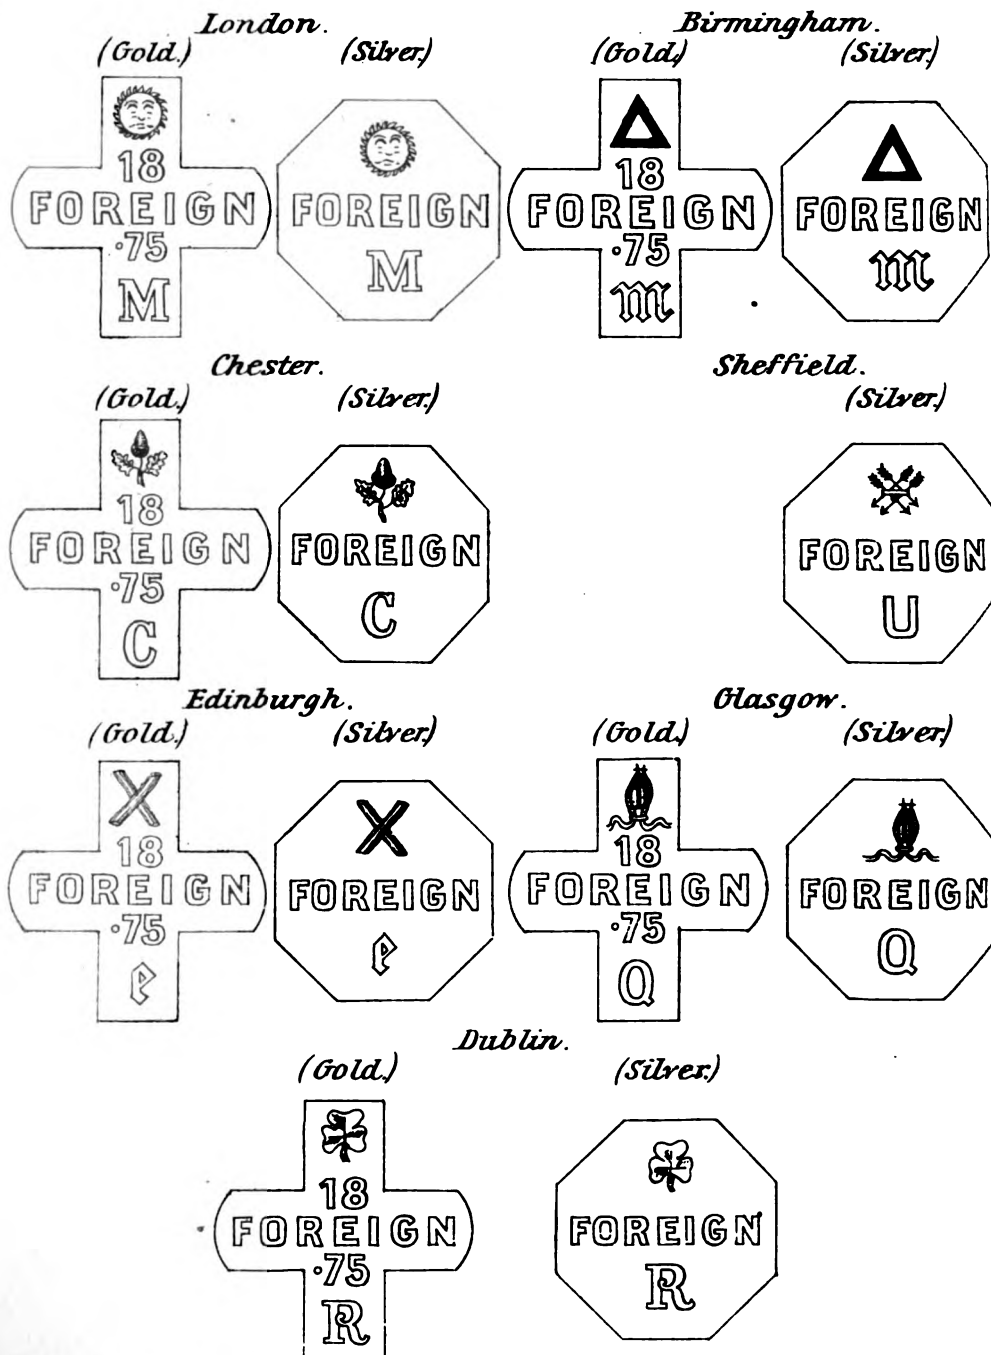 London.
(Gold.) (Silver.)
18
FOREIGN
.75
M
FOREIGN
M
Birmingham.
(Gold,) (Silver.)
18
FOREIGN
.75
m
FOREIGN
m
Chester.
(Gold.) (Silver.)
18
FOREIGN
.75
C
FOREIGN
C
Sheffield.
(Silver.)
FOREIGN
U
Edinburgh.
(Gold.) (Silver.)
18
FOREIGN
.75
e
FOREIGN
e
Glasgow.
(Gold.) (Silver.)
18
FOREIGN
.75
Q
FOREIGN
Q
Dublin.
(Gold.) (Silver.)
18
FOREIGN
.75
R
FOREIGN
R